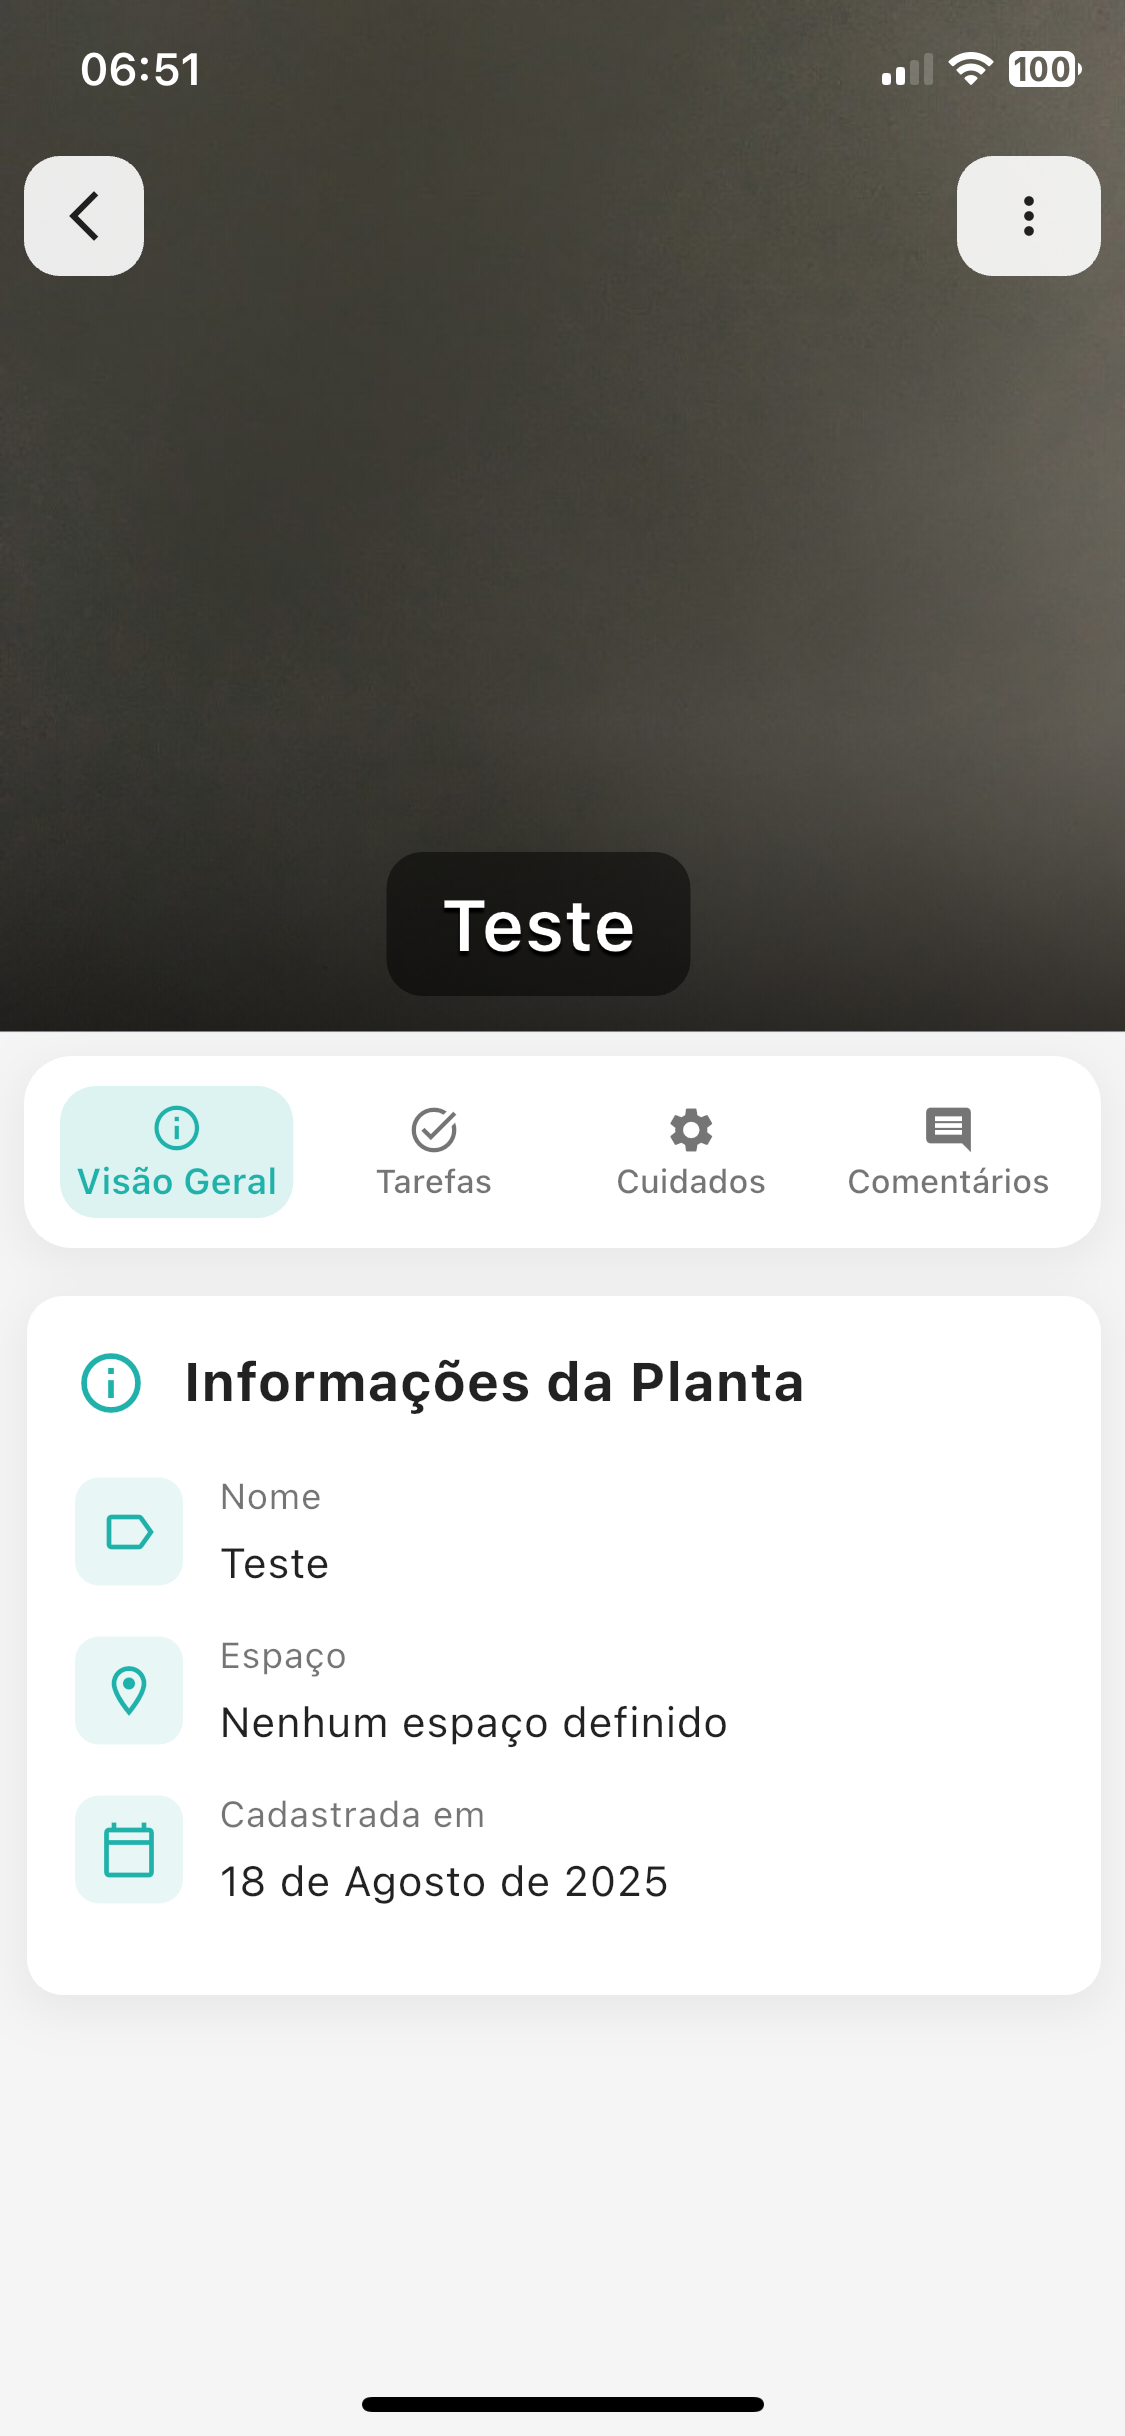 06:51
100
Teste
Visão Geral
Tarefas
Cuidados
Comentários
Informações da Planta
Nome
Teste
Espaço
Nenhum espaço definido
Cadastrada em
18 de Agosto de 2025